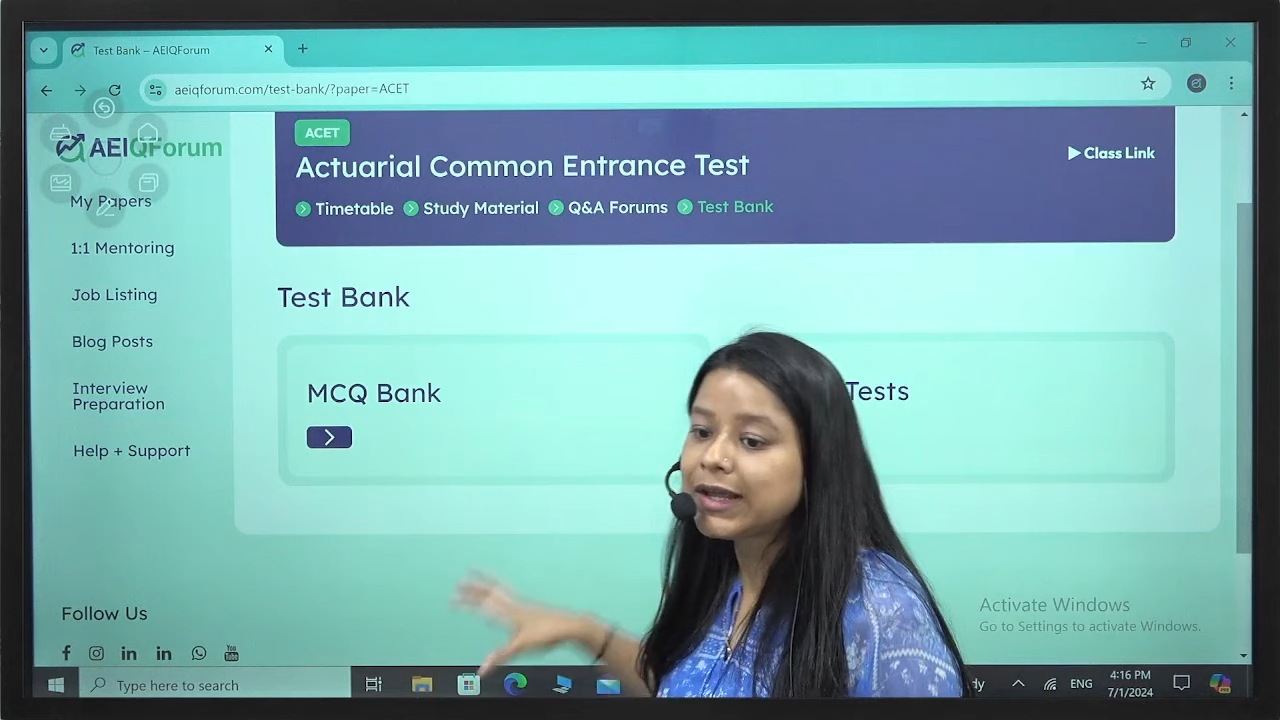 Test Bank – AEIQForum
aeiqforum.com/test-bank/?paper=ACET
AEIQForum
My Papers
1:1 Mentoring
Job Listing
Blog Posts
Interview
Preparation
Help + Support
Follow Us
ACET
Actuarial Common Entrance Test
Class Link
Timetable Study Material Q&A Forums Test Bank
Test Bank
MCQ Bank
Tests
Activate Windows
Go to Settings to activate Windows.
Type here to search
ENG
4:16 PM
7/1/2024